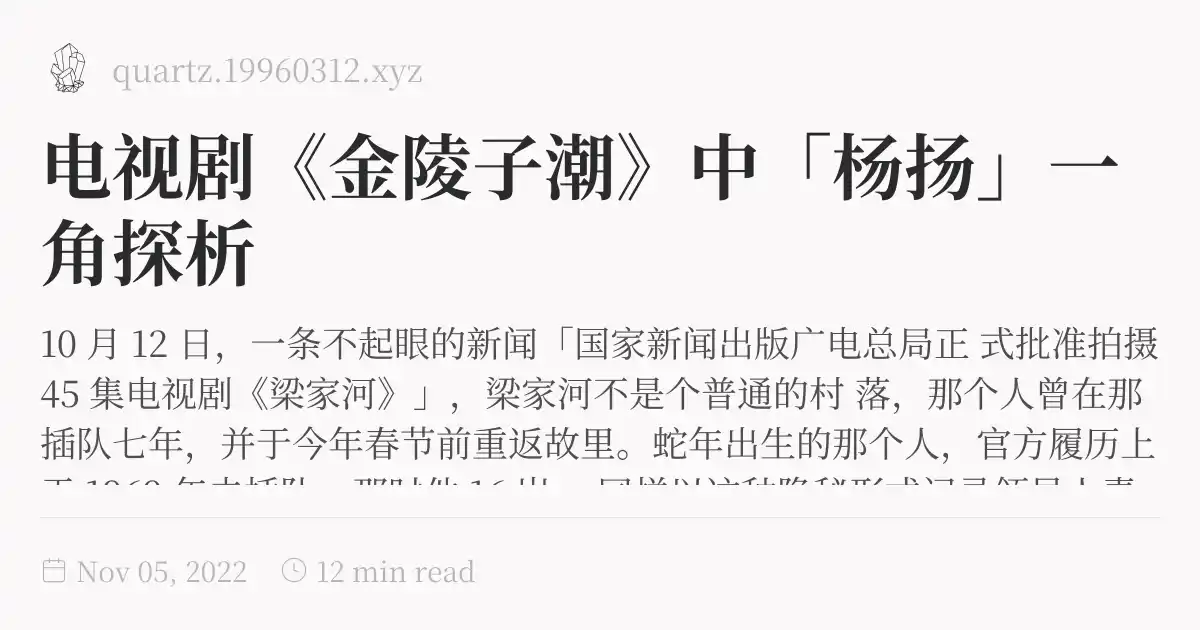 quartz.19960312.xyz
电视剧《金陵子潮》中「杨扬」一
角探析
10 月 12 日，一条不起眼的新闻「国家新闻出版广电总局正 式批准拍摄
45 集电视剧《梁家河》」，梁家河不是个普通的村 落，那个人曾在那
插队七年，并于今年春节前重返故里。蛇年出生的那个人，官方履历上
Nov 05, 2022
12 min read